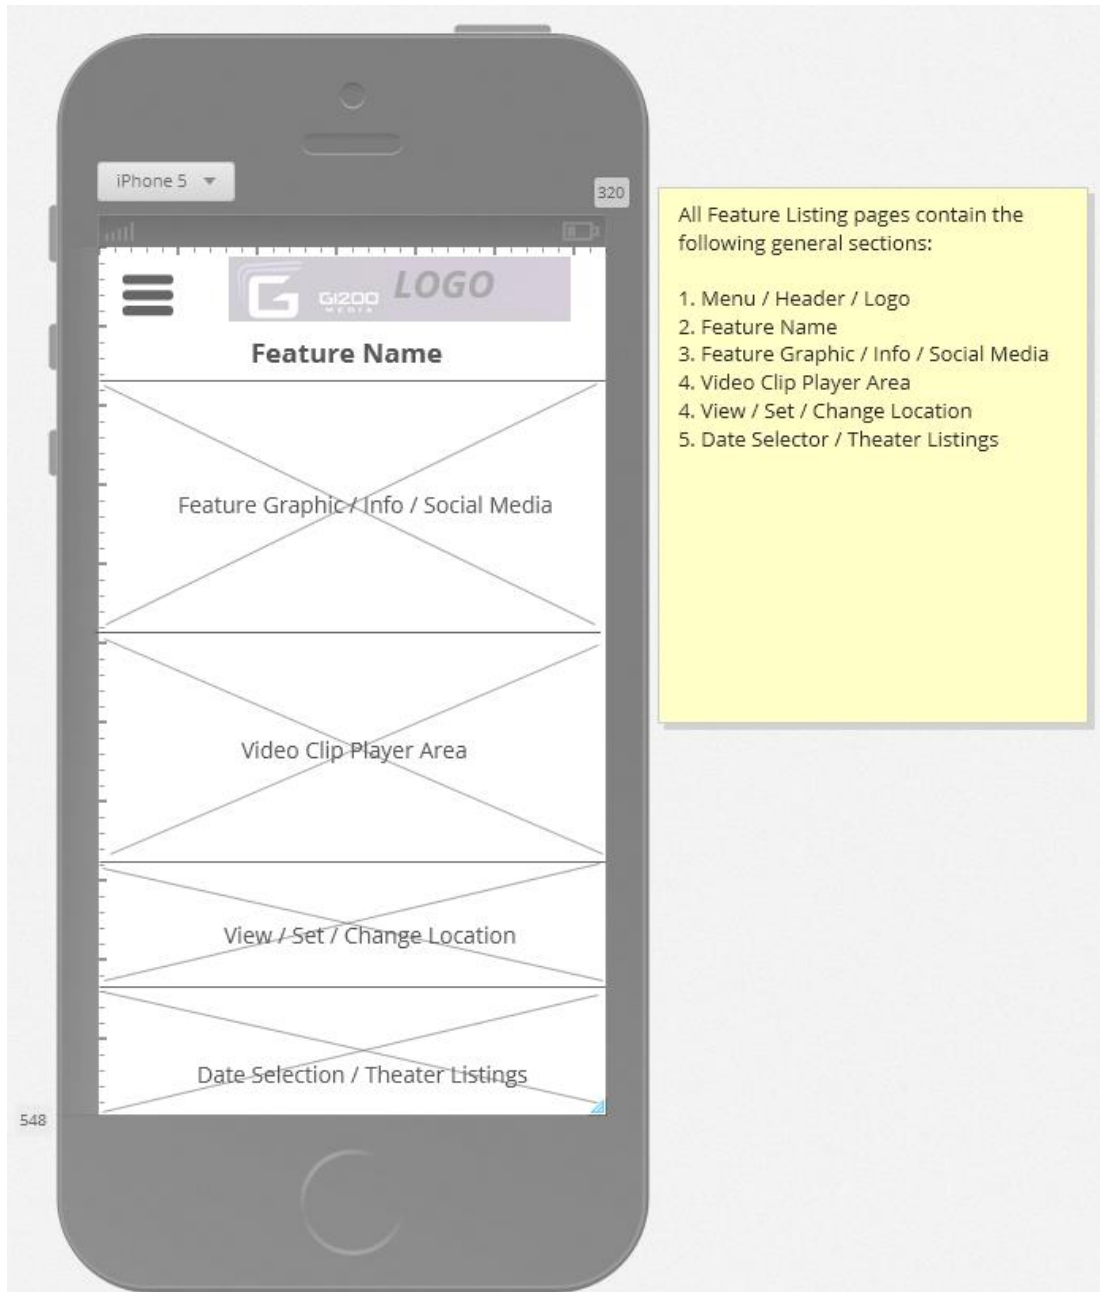 iPhone 5
320
GI200
MEDIA
LOGO
Feature Name
Feature Graphic / Info / Social Media
Video Clip Player Area
View / Set / Change Location
Date Selection / Theater Listings
548
All Feature Listing pages contain the
following general sections:
1. Menu / Header / Logo
2. Feature Name
3. Feature Graphic / Info / Social Media
4. Video Clip Player Area
4. View / Set / Change Location
5. Date Selector / Theater Listings